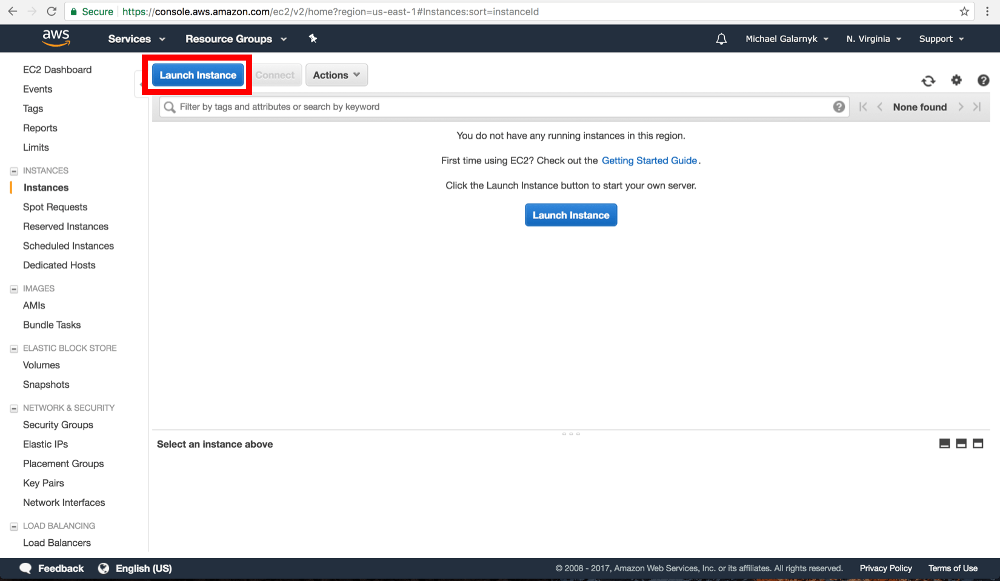 Secure https://console.aws.amazon.com/ec2/v2/home?region=us-east-1#Instances:sort=instanceId
aws Services Resource Groups Michael Galarnyk N. Virginia Support
EC2 Dashboard
Events
Tags
Reports
Limits
INSTANCES
Instances
Spot Requests
Reserved Instances
Scheduled Instances
Dedicated Hosts
IMAGES
AMIs
Bundle Tasks
ELASTIC BLOCK STORE
Volumes
Snapshots
NETWORK & SECURITY
Security Groups
Elastic IPs
Placement Groups
Key Pairs
Network Interfaces
LOAD BALANCING
Load Balancers
Launch Instance Connect Actions
Filter by tags and attributes or search by keyword None found
You do not have any running instances in this region.
First time using EC2? Check out the Getting Started Guide.
Click the Launch Instance button to start your own server.
Launch Instance
Select an instance above
Feedback English (US) © 2008 - 2017, Amazon Web Services, Inc. or its affiliates. All rights reserved. Privacy Policy Terms of Use